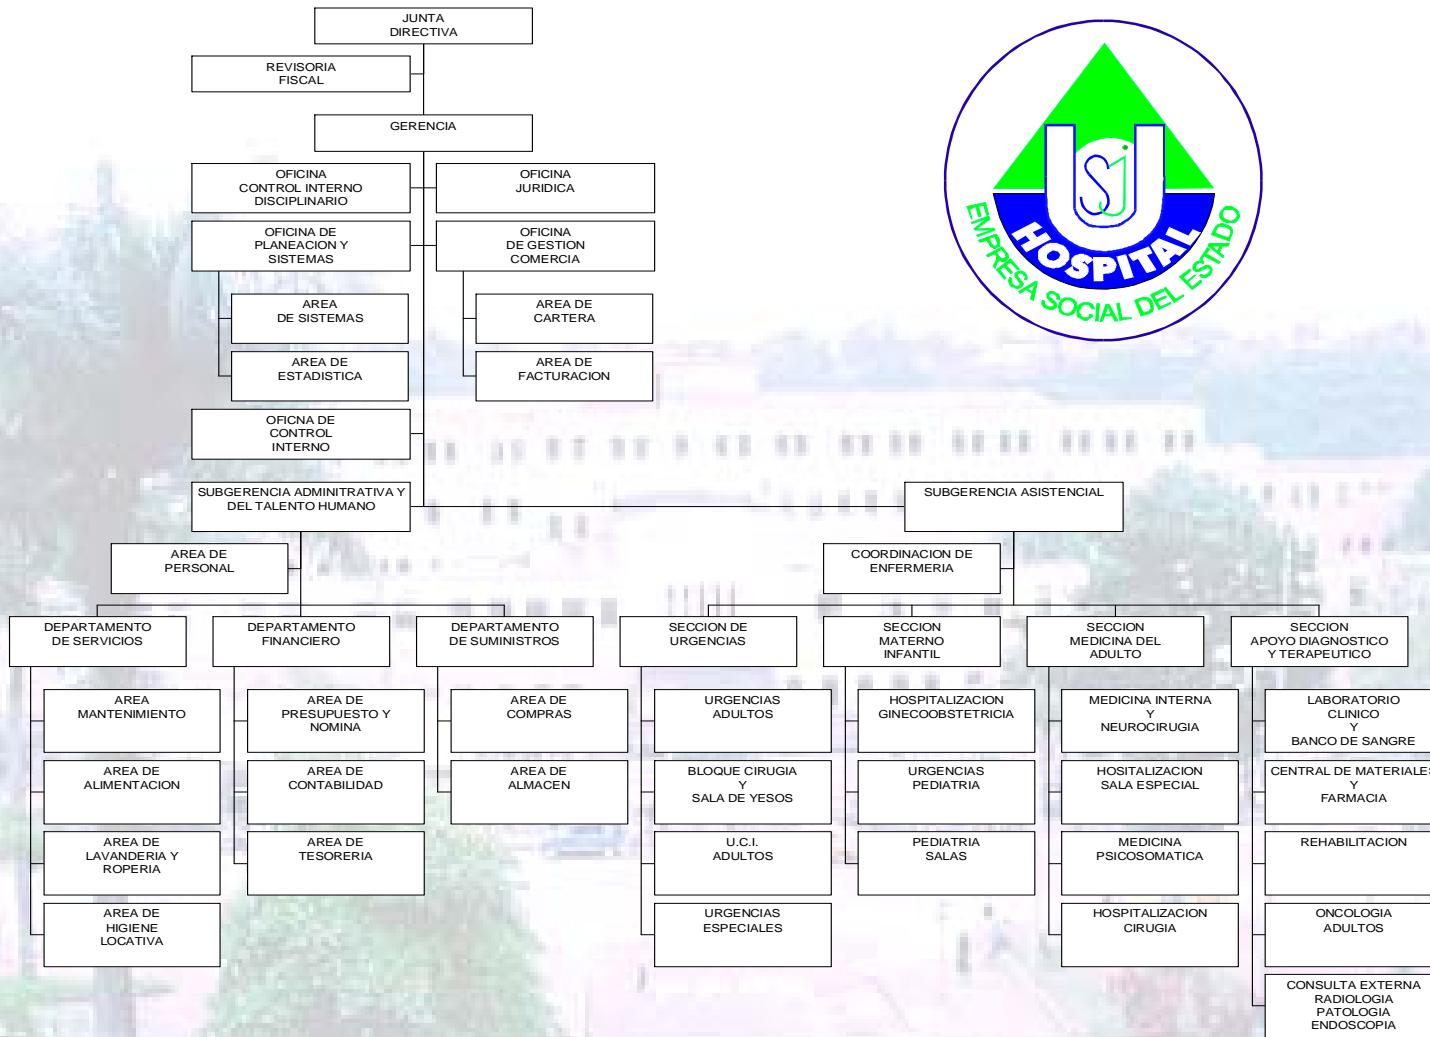 JUNTA
DIRECTIVA
REVISORIA
FISCAL
GERENCIA
OFICINA
CONTROL INTERNO
DISCIPLINARIO
OFICINA
JURIDICA
OFICINA DE
PLANEACION Y
SISTEMAS
OFICINA
DE GESTION
COMERCIA
AREA
DE SISTEMAS
AREA DE
CARTERA
AREA DE
ESTADISTICA
AREA DE
FACTURACION
OFICNA DE
CONTROL
INTERNO
SUBGERENCIA ADMINITRATIVA Y
DEL TALENTO HUMANO
SUBGERENCIA ASISTENCIAL
AREA DE
PERSONAL
COORDINACION DE
ENFERMERIA
DEPARTAMENTO
DE SERVICIOS
DEPARTAMENTO
FINANCIERO
DEPARTAMENTO
DE SUMINISTROS
SECCION DE
URGENCIAS
SECCION
MATERNO
INFANTIL
SECCION
MEDICINA DEL
ADULTO
SECCION
APOYO DIAGNOSTICO
Y TERAPEUTICO
AREA
MANTENIMIENTO
AREA DE
ALIMENTACION
AREA DE
LAVANDERIA Y
ROPERIA
AREA DE
HIGIENE
LOCATIVA
AREA DE
PRESUPUESTO Y
NOMINA
AREA DE
CONTABILIDAD
AREA DE
TESORERIA
AREA DE
COMPRAS
AREA DE
ALMACEN
URGENCIAS
ADULTOS
BLOQUE CIRUGIA
Y
SALA DE YESOS
U.C.I.
ADULTOS
URGENCIAS
ESPECIALES
HOSPITALIZACION
GINECOOBSTETRICIA
URGENCIAS
PEDIATRIA
PEDIATRIA
SALAS
MEDICINA INTERNA
Y
NEUROCIRUGIA
HOSITALIZACION
SALA ESPECIAL
MEDICINA
PSICOSOMATICA
HOSPITALIZACION
CIRUGIA
LABORATORIO
CLINICO
Y
BANCO DE SANGRE
CENTRAL DE MATERIALES
Y
FARMACIA
REHABILITACION
ONCOLOGIA
ADULTOS
CONSULTA EXTERNA
RADIOLOGIA
PATOLOGIA
ENDOSCOPIA
U
SJ
HOSPITAL
EMPRESA SOCIAL DEL ESTADO